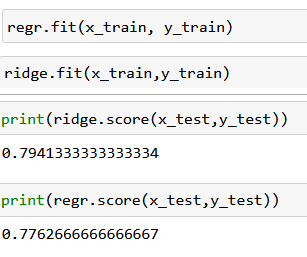 regr.fit(x_train, y_train)
ridge.fit(x_train,y_train)
print(ridge.score(x_test,y_test))
0.7941333333333334
print(regr.score(x_test,y_test))
0.7762666666666667